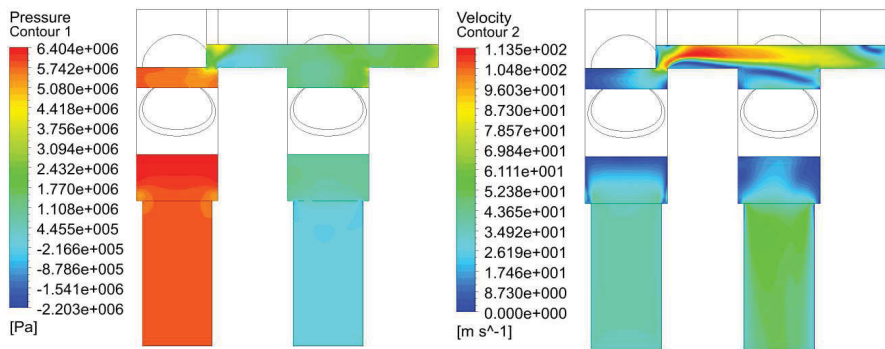 Pressure
Contour 1
6.404e+006
5.742e+006
5.080e+006
4.418e+006
3.756e+006
3.094e+006
2.432e+006
1.770e+006
1.108e+006
4.455e+005
-2.166e+005
-8.786e+005
-1.541e+006
-2.203e+006
[Pa]
Velocity
Contour 2
1.135e+002
1.048e+002
9.603e+001
8.730e+001
7.857e+001
6.984e+001
6.111e+001
5.238e+001
4.365e+001
3.492e+001
2.619e+001
1.746e+001
8.730e+000
0.000e+000
[m s^-1]